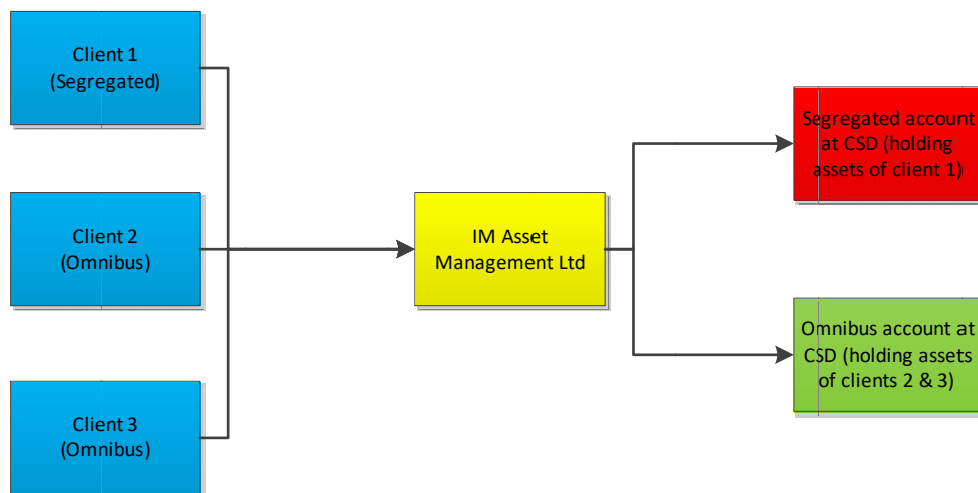 Client 1
(Segregated)
Client 2
(Omnibus)
Client 3
(Omnibus)
IM Asset
Management Ltd
Segregated account
at CSD (holding
assets of client 1)
Omnibus account at
CSD (holding assets
of clients 2 & 3)